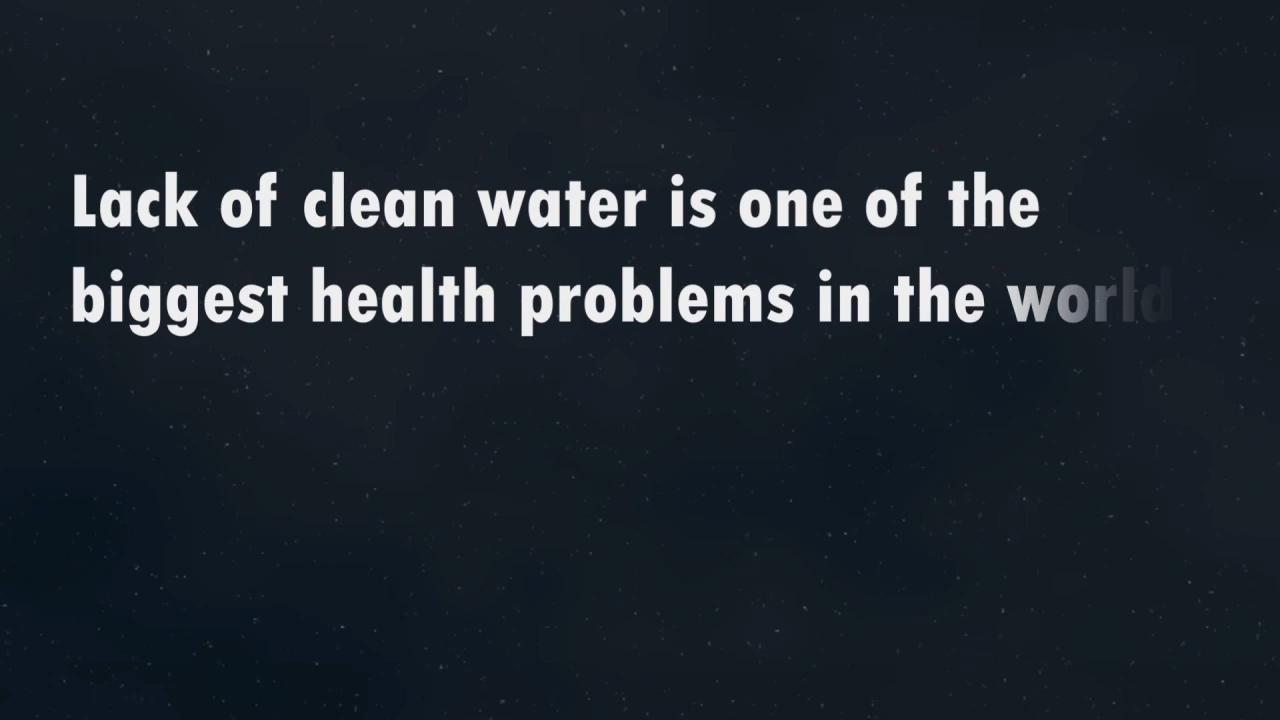 Lack of clean water is one of the
biggest health problems in the world